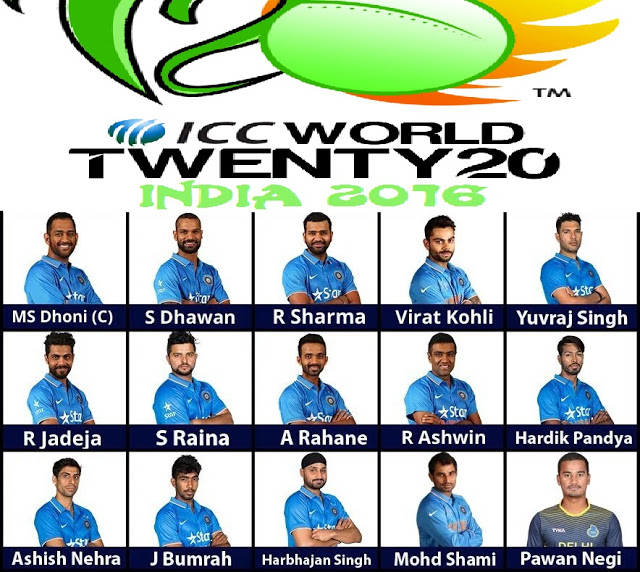 TM
ICC WORLD
TWENTY20
INDIA 2016
MS Dhoni (C) S Dhawan R Sharma Virat Kohli Yuvraj Singh
R Jadeja S Raina A Rahane R Ashwin Hardik Pandya
Ashish Nehra J Bumrah Harbhajan Singh Mohd Shami Pawan Negi